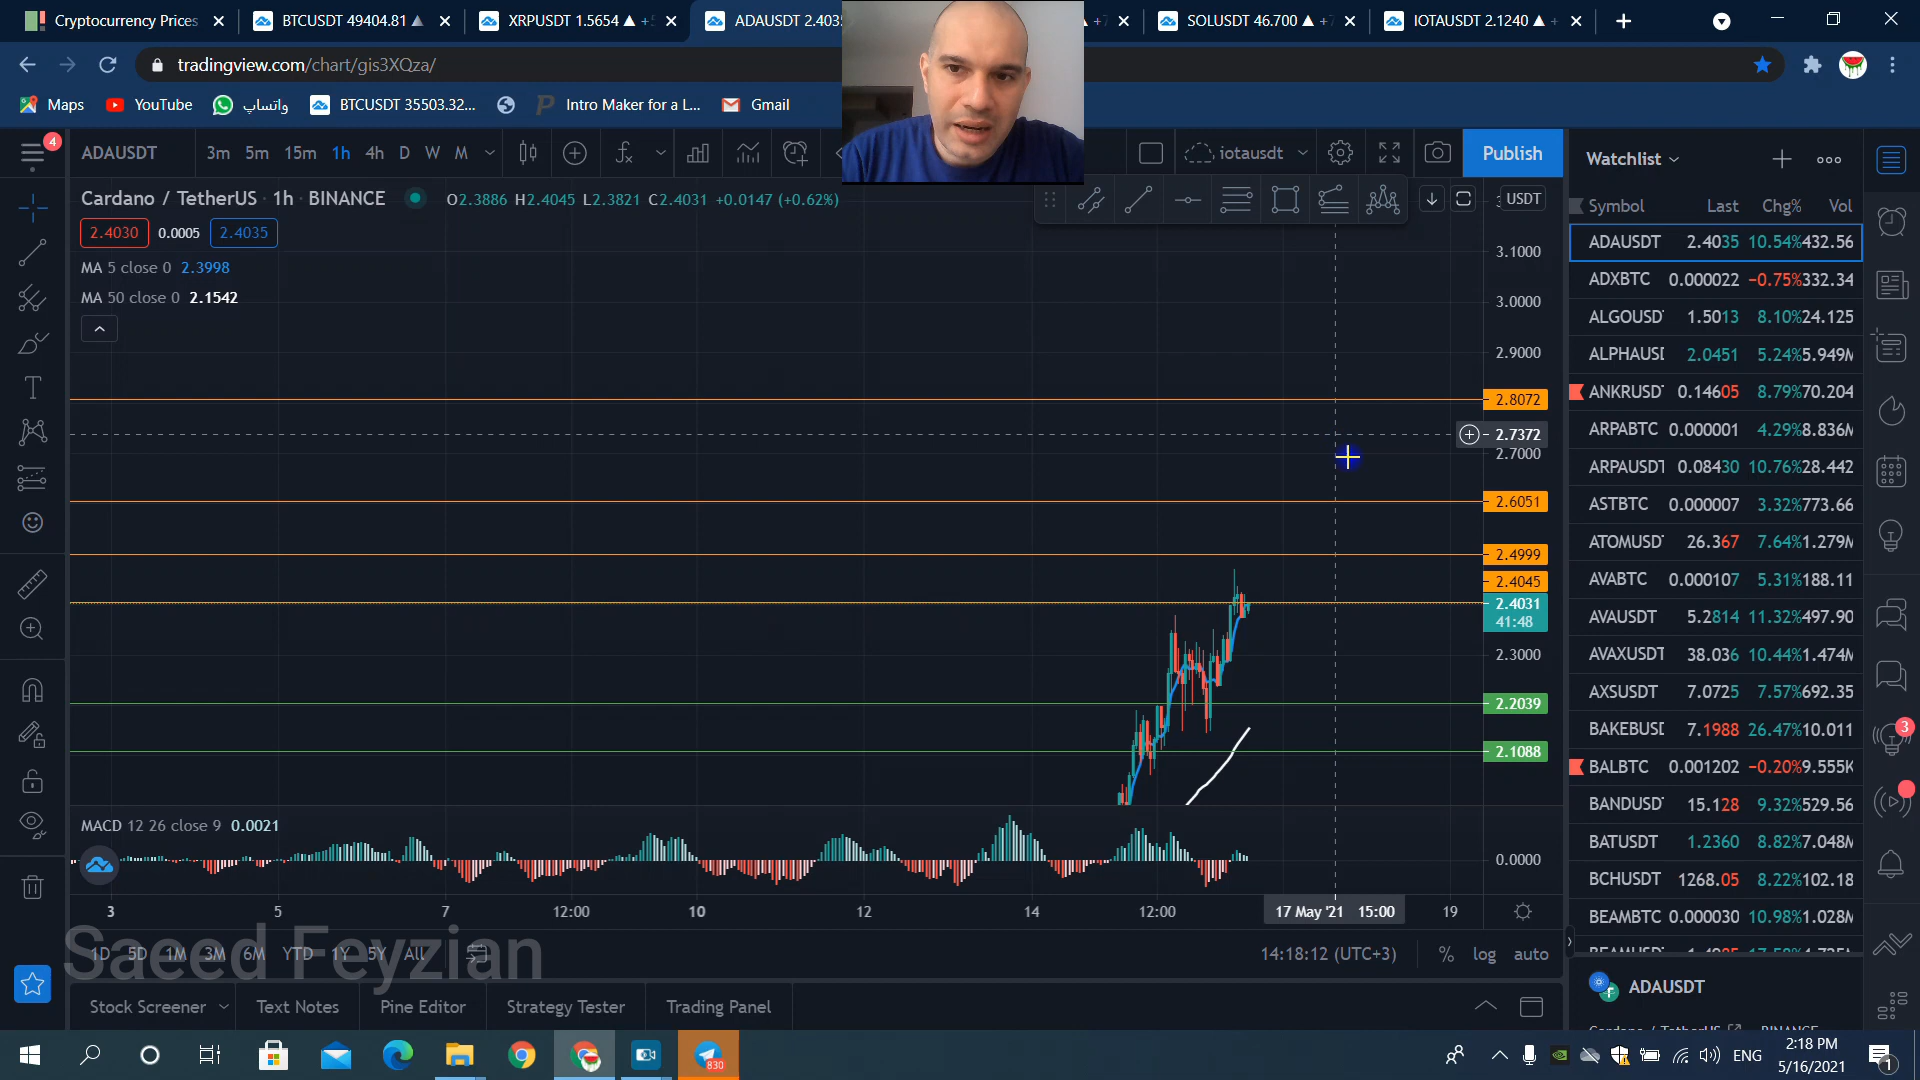 Cryptocurrency Prices
BTCUSDT 49404.81
XRPUSDT 1.5654
ADAUSDT 2.403
SOLUSDT 46.700
IOTAUSDT 2.1240
tradingview.com/chart/gis3XQza/
Maps
YouTube
واتساپ
BTCUSDT 35503.32...
Intro Maker for a L...
Gmail
4
ADAUSDT
3m 5m 15m 1h 4h D W M
iotausdt
Publish
Watchlist
Cardano / TetherUS · 1h · BINANCE
O2.3886 H2.4045 L2.3821 C2.4031 +0.0147 (+0.62%)
USDT
2.4030 0.0005 2.4035
MA 5 close 0 2.3998
MA 50 close 0 2.1542
3.1000
3.0000
2.9000
2.8072
2.7372
2.7000
2.6051
2.4999
2.4045
2.4031
41:48
2.3000
2.2039
2.1088
MACD 12 26 close 9 0.0021
0.0000
3 5 7 12:00 10 12 14 12:00 17 May '21 15:00 19
Saeed Feyzian
1D 5D 1M 3M 6M YTD 1Y 5Y All
14:18:12 (UTC+3) % log auto
Stock Screener Text Notes Pine Editor Strategy Tester Trading Panel
Symbol Last Chg% Vol
ADAUSDT 2.4035 10.54% 432.56
ADXBTC 0.000022 −0.75% 332.34
ALGOUSD 1.5013 8.10% 24.125
ALPHAUSD 2.0451 5.24% 5.949M
ANKRUSD 0.14605 8.79% 70.204
ARPABTC 0.000001 4.29% 8.836M
ARPAUSDT 0.08430 10.76% 28.442
ASTBTC 0.000007 3.32% 773.66
ATOMUSD 26.367 7.64% 1.279M
AVABTC 0.000107 5.31% 188.11
AVAUSDT 5.2814 11.32% 497.90
AVAXUSDT 38.036 10.44% 1.474M
AXSUSDT 7.0725 7.57% 692.35
BAKEBUSD 7.1988 26.47% 10.011
BALBTC 0.001202 −0.20% 9.555K
BANDUSD 15.128 9.32% 529.56
BATUSDT 1.2360 8.82% 7.048M
BCHUSDT 1268.05 8.22% 102.18
BEAMBTC 0.000030 10.98% 1.028M
3
ADAUSDT
830
ENG
2:18 PM
5/16/2021
1